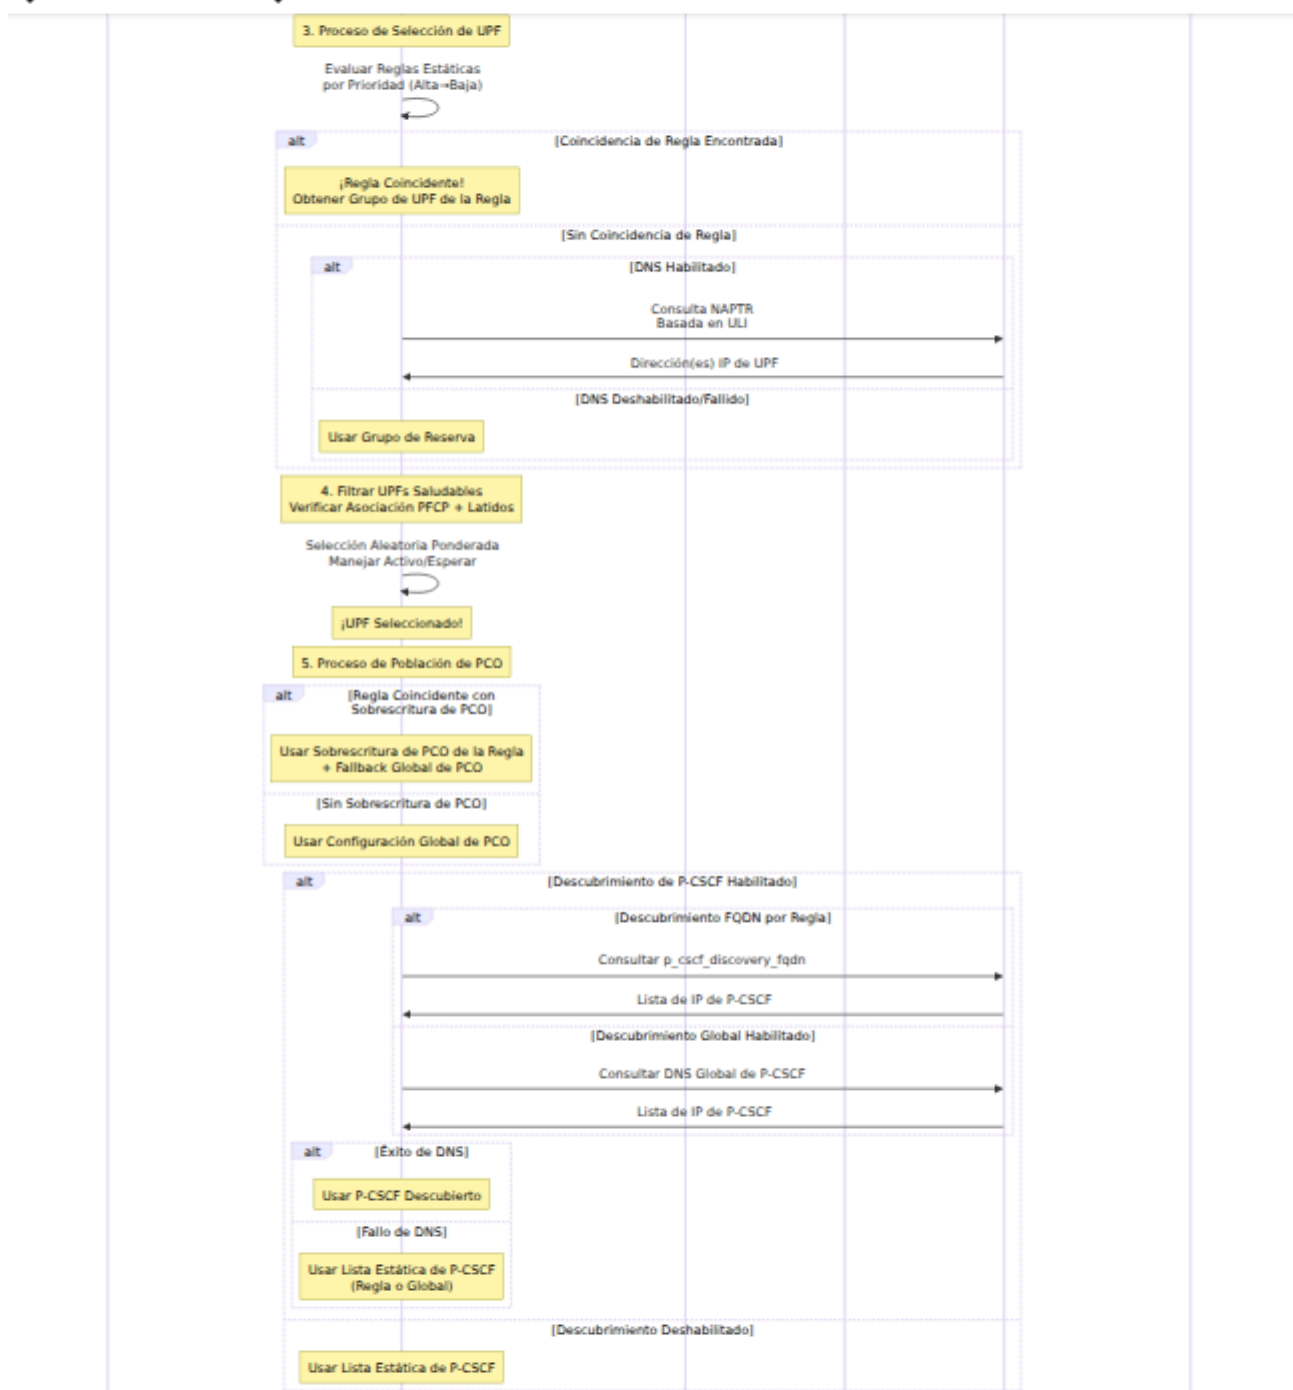 3. Proceso de Selección de UPF
Evaluar Reglas Estáticas
por Prioridad (Alta→Baja)
alt
[Coincidencia de Regla Encontrada]
¡Regla Coincidente!
Obtener Grupo de UPF de la Regla
[Sin Coincidencia de Regla]
alt
[DNS Habilitado]
Consulta NAPTR
Basada en ULI
Dirección(es) IP de UPF
[DNS Deshabilitado/Fallido]
Usar Grupo de Reserva
4. Filtrar UPFs Saludables
Verificar Asociación PFCP + Latidos
Selección Aleatoria Ponderada
Manejar Activo/Esperar
¡UPF Seleccionado!
5. Proceso de Población de PCO
alt
[Regla Coincidente con
Sobrescritura de PCO]
Usar Sobrescritura de PCO de la Regla
+ Fallback Global de PCO
[Sin Sobrescritura de PCO]
Usar Configuración Global de PCO
alt
[Descubrimiento de P-CSCF Habilitado]
alt
[Descubrimiento FQDN por Regla]
Consultar p_cscf_discovery_fqdn
Lista de IP de P-CSCF
[Descubrimiento Global Habilitado]
Consultar DNS Global de P-CSCF
Lista de IP de P-CSCF
alt
[Éxito de DNS]
Usar P-CSCF Descubierto
[Fallo de DNS]
Usar Lista Estática de P-CSCF
(Regla o Global)
[Descubrimiento Deshabilitado]
Usar Lista Estática de P-CSCF